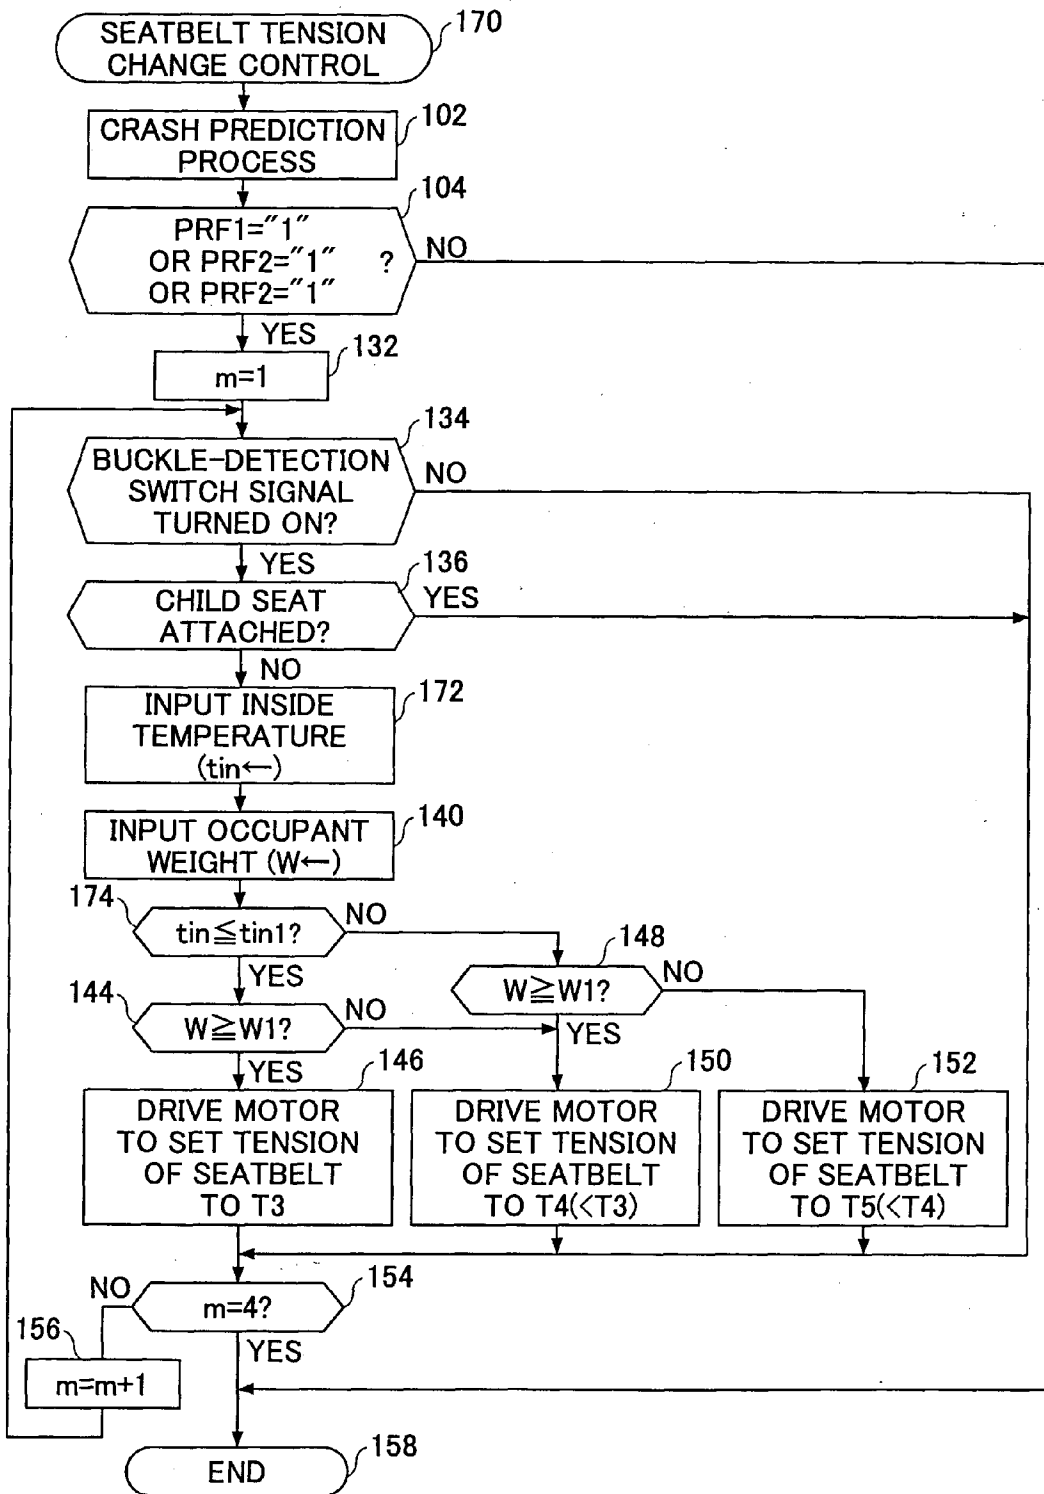 SEATBELT TENSION
CHANGE CONTROL
170
CRASH PREDICTION
PROCESS
102
104
PRF1="1"
OR PRF2="1" ?
OR PRF2="1"
NO
YES
132
m=1
134
BUCKLE-DETECTION
SWITCH SIGNAL
TURNED ON?
NO
YES
136
CHILD SEAT
ATTACHED?
YES
NO
172
INPUT INSIDE
TEMPERATURE
(tin←)
140
INPUT OCCUPANT
WEIGHT (W←)
174
tin≦tin1?
NO
YES
148
W≧W1?
NO
YES
144
W≧W1?
NO
YES
146
DRIVE MOTOR
TO SET TENSION
OF SEATBELT
TO T3
150
DRIVE MOTOR
TO SET TENSION
OF SEATBELT
TO T4(<T3)
152
DRIVE MOTOR
TO SET TENSION
OF SEATBELT
TO T5(<T4)
154
m=4?
NO
YES
156
m=m+1
END
158